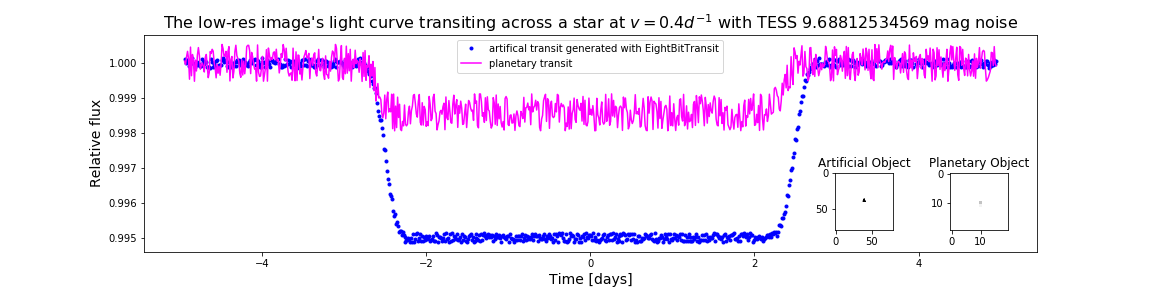 The low-res image's light curve transiting across a star at v = 0.4d⁻¹ with TESS 9.68812534569 mag noise
artifical transit generated with EightBitTransit
planetary transit
Relative flux
1.000
0.999
0.998
0.997
0.996
0.995
Artificial Object
0
50
0
50
Planetary Object
0
10
0
10
−4
−2
0
2
4
Time [days]